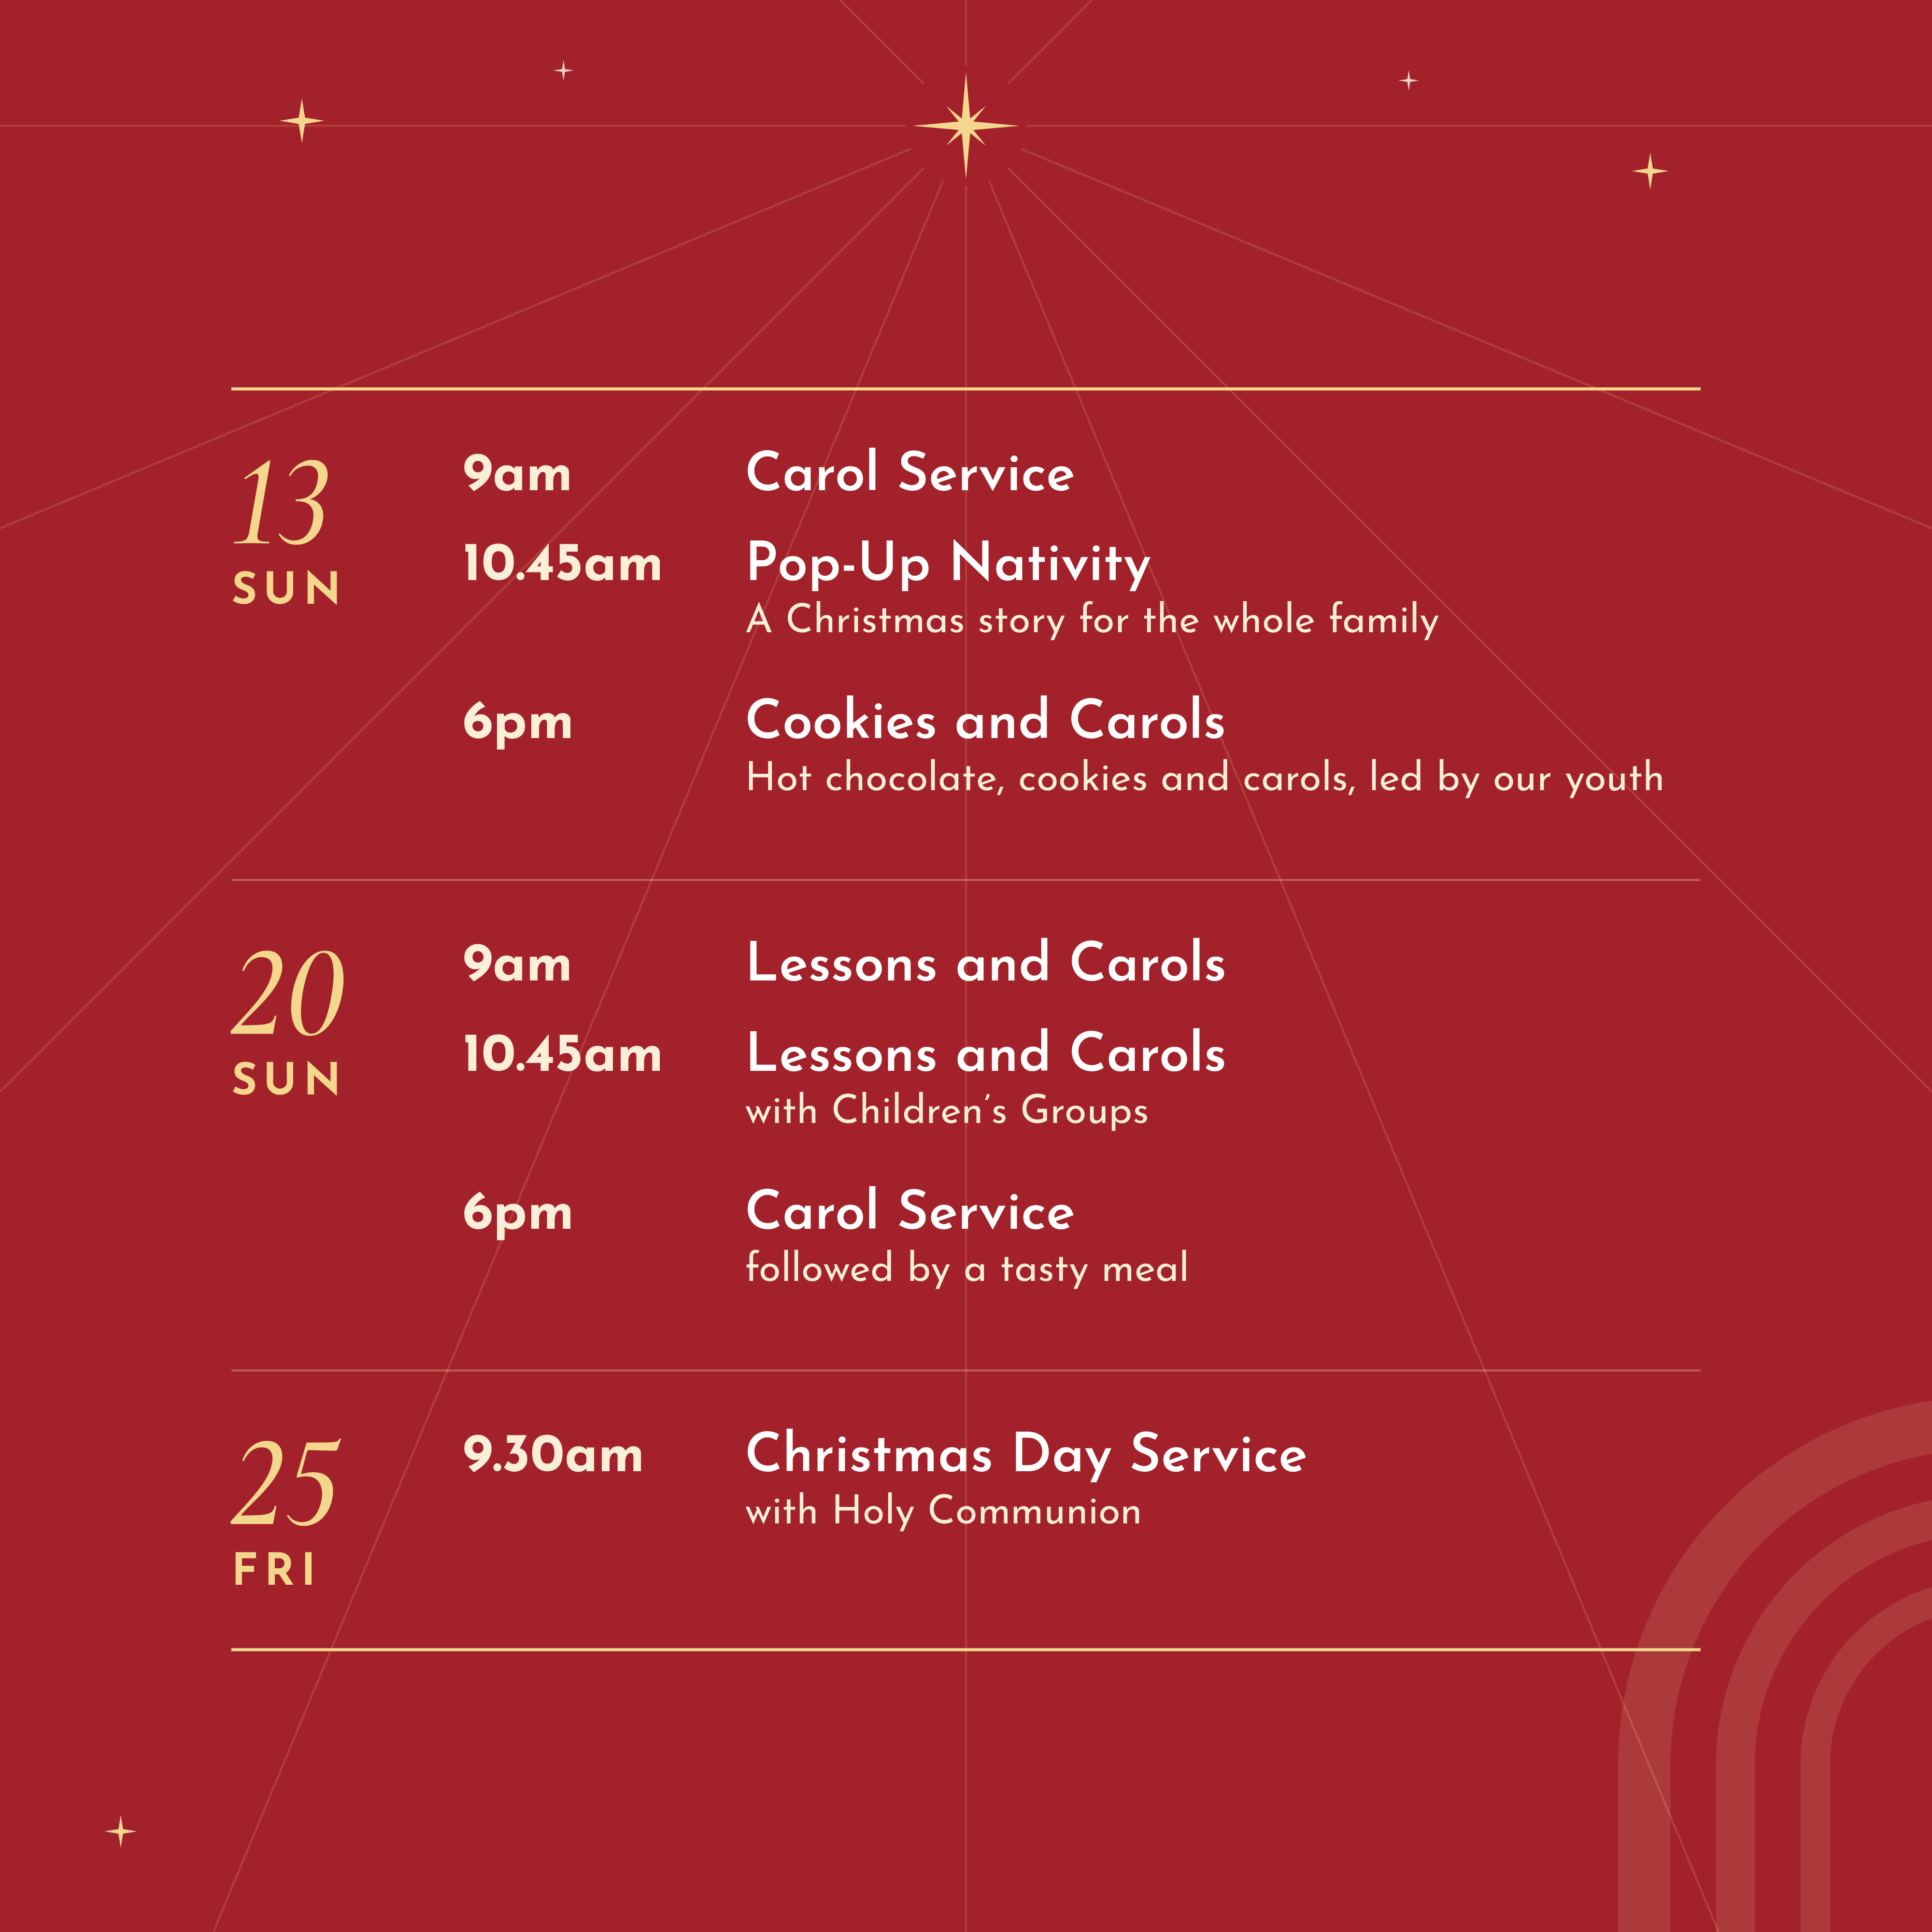 13
SUN
9am Carol Service
10.45am Pop-Up Nativity
A Christmas story for the whole family
6pm Cookies and Carols
Hot chocolate, cookies and carols, led by our youth
20
SUN
9am Lessons and Carols
10.45am Lessons and Carols
with Children’s Groups
6pm Carol Service
followed by a tasty meal
25
FRI
9.30am Christmas Day Service
with Holy Communion